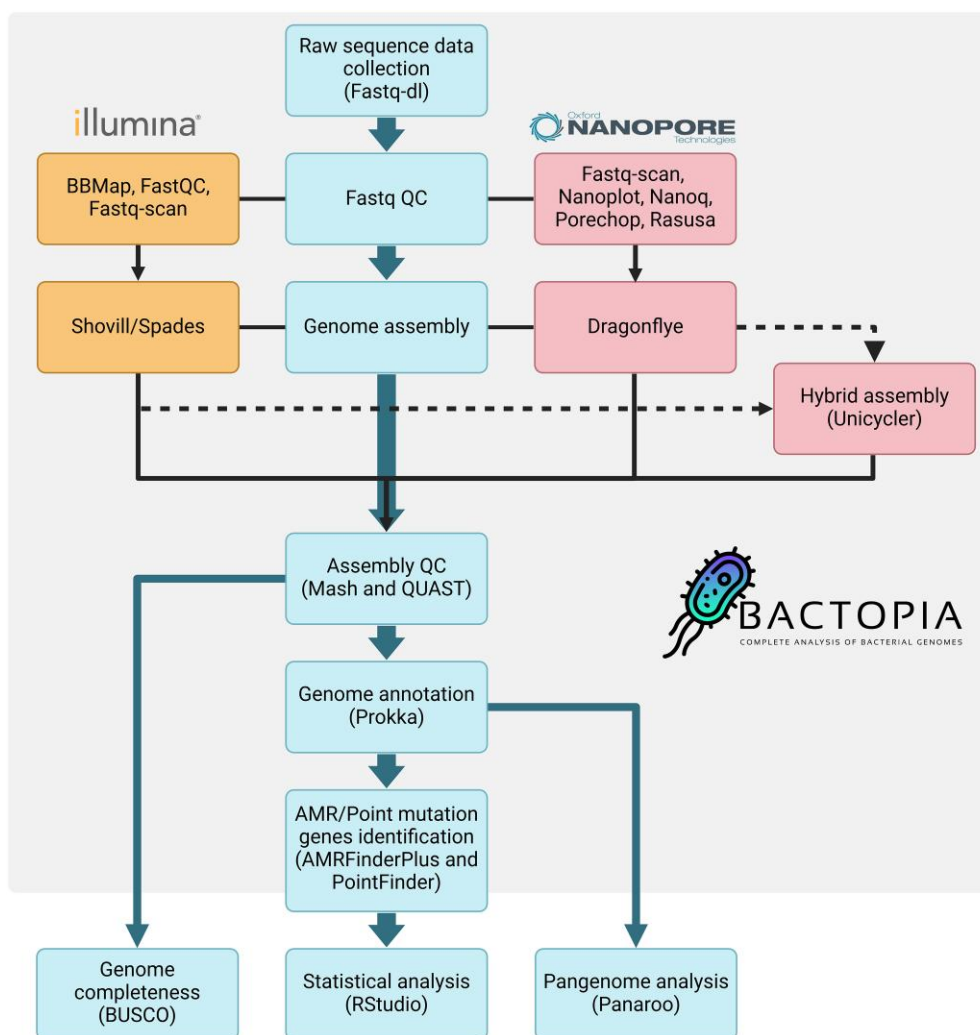 Raw sequence data
collection
(Fastq-dl)
illumina®
Oxford
NANOPORE
Technologies
BBMap, FastQC,
Fastq-scan
Fastq QC
Fastq-scan,
Nanoplot, Nanoq,
Porechop, Rasusa
Shovill/Spades
Genome assembly
Dragonflye
Hybrid assembly
(Unicycler)
Assembly QC
(Mash and QUAST)
BACTOPIA
COMPLETE ANALYSIS OF BACTERIAL GENOMES
Genome annotation
(Prokka)
AMR/Point mutation
genes identification
(AMRFinderPlus and
PointFinder)
Genome
completeness
(BUSCO)
Statistical analysis
(RStudio)
Pangenome analysis
(Panaroo)